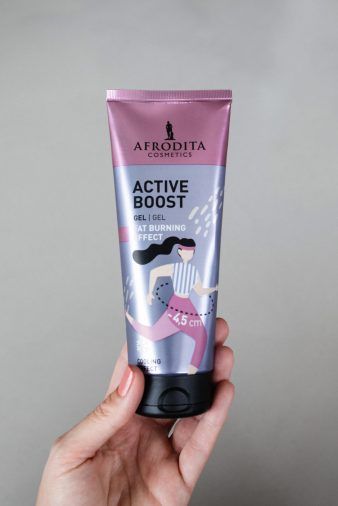 AFRODITA
COSMETICS
ACTIVE
BOOST
GEL | GEL
FAT BURNING
EFFECT
-4,5 cm
COOLING
EFFECT